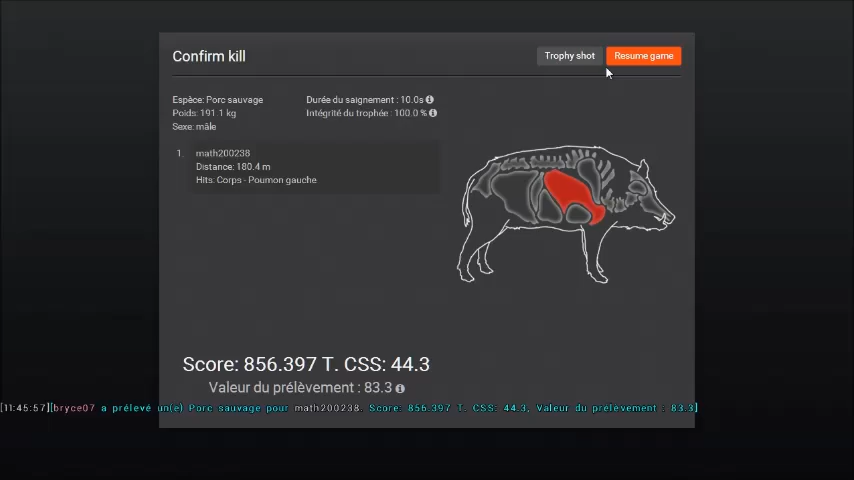 Confirm kill
Trophy shot
Resume game
Espèce: Porc sauvage
Poids: 191.1 kg
Sexe: mâle
Durée du saignement : 10.0s
Intégrité du trophée : 100.0 %
1. math200238
Distance: 180.4 m
Hits: Corps - Poumon gauche
Score: 856.397 T. CSS: 44.3
Valeur du prélèvement : 83.3
[11:45:57][bryce07 a prélevé un(e) Porc sauvage pour math200238. Score: 856.397 T. CSS: 44.3, Valeur du prélèvement : 83.3]